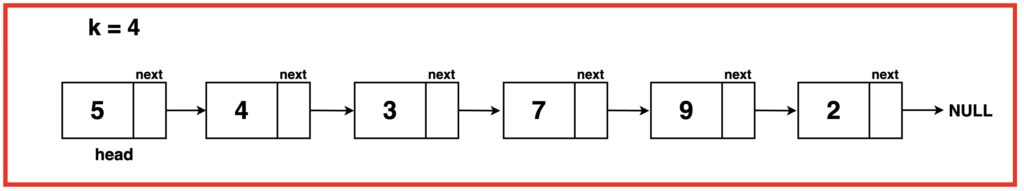 k = 4
next next next next next next
5 4 3 7 9 2 NULL
head